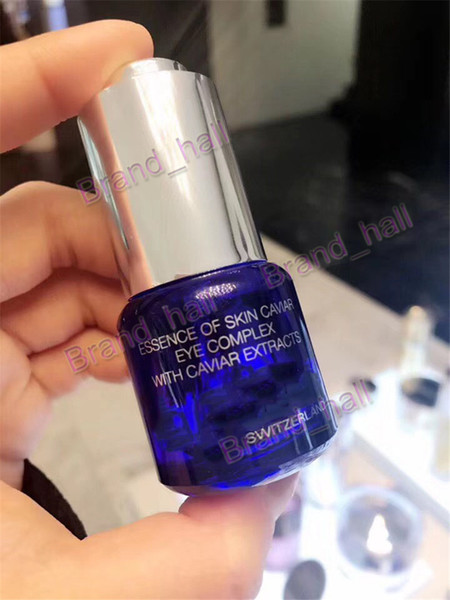 Brand_hall
Brand_hall
Brand_hall
ESSENCE OF SKIN CAVIAR
EYE COMPLEX
WITH CAVIAR EXTRACTS
SWITZERLAND
Brand_hall